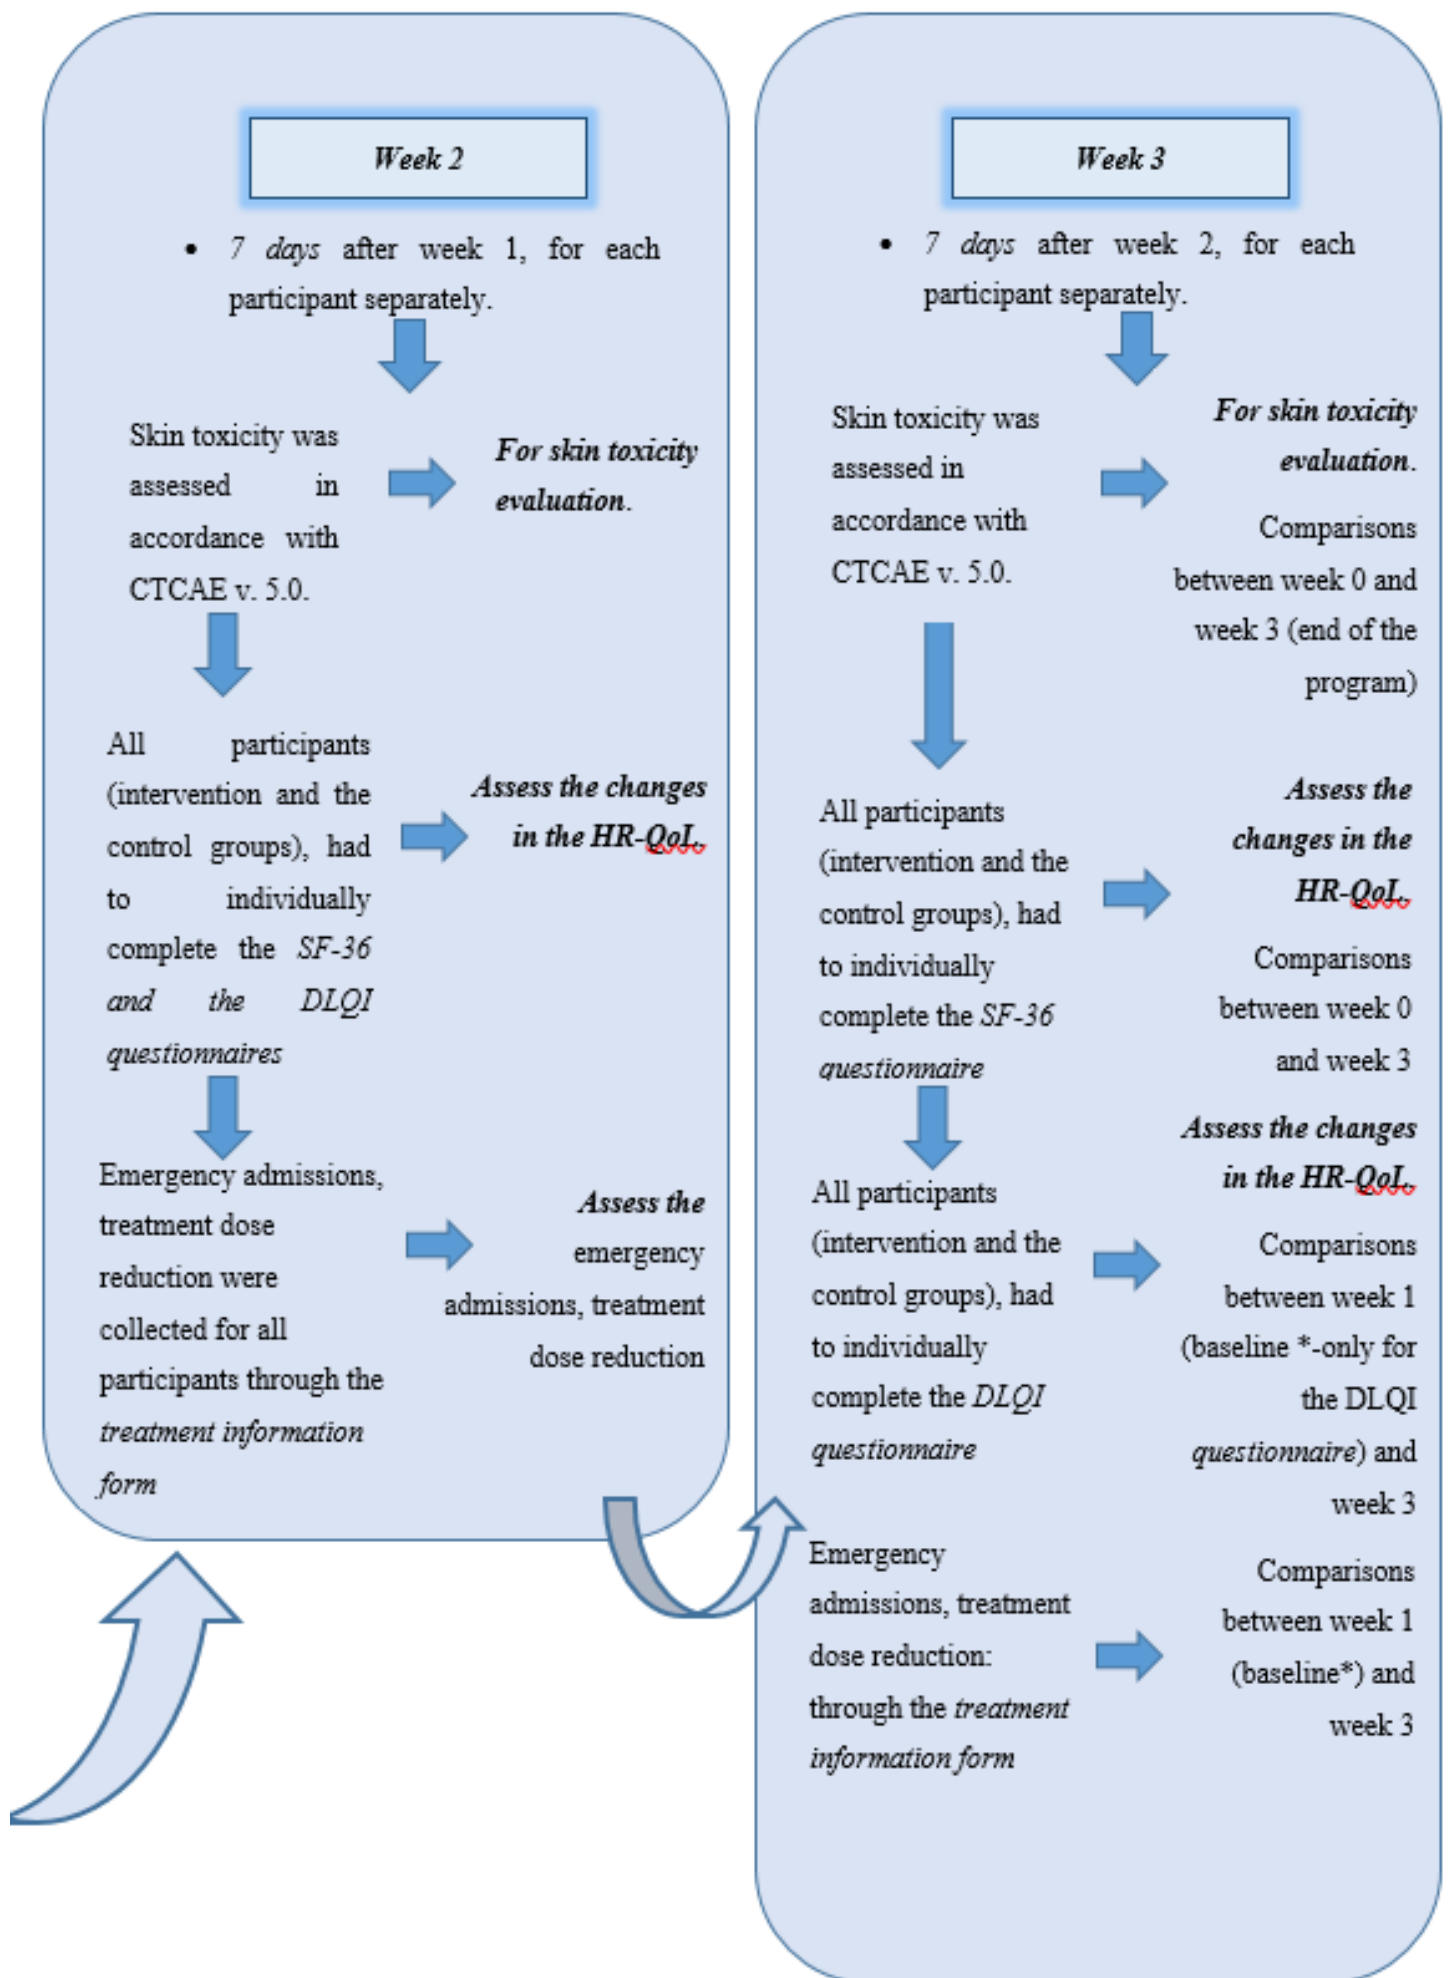 Week 2
• 7 days after week 1, for each
participant separately.
Skin toxicity was
assessed in
accordance with
CTCAE v. 5.0.
For skin toxicity
evaluation.
All participants
(intervention and the
control groups), had
to individually
complete the SF-36
and the DLQI
questionnaires
Assess the changes
in the HR-QoL.
Emergency admissions,
treatment dose
reduction were
collected for all
participants through the
treatment information
form
Assess the
emergency
admissions, treatment
dose reduction
Week 3
• 7 days after week 2, for each
participant separately.
Skin toxicity was
assessed in
accordance with
CTCAE v. 5.0.
For skin toxicity
evaluation.
Comparisons
between week 0 and
week 3 (end of the
program)
All participants
(intervention and the
control groups), had
to individually
complete the SF-36
questionnaire
Assess the
changes in the
HR-QoL.
Comparisons
between week 0
and week 3
All participants
(intervention and the
control groups), had
to individually
complete the DLQI
questionnaire
Assess the changes
in the HR-QoL.
Comparisons
between week 1
(baseline *-only for
the DLQI
questionnaire) and
week 3
Emergency
admissions, treatment
dose reduction:
through the treatment
information form
Comparisons
between week 1
(baseline*) and
week 3